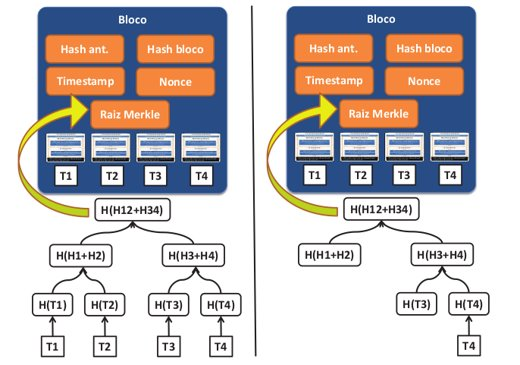 Bloco
Hash ant. Hash bloco
Timestamp Nonce
Raiz Merkle
T1 T2 T3 T4
H(H12+H34)
H(H1+H2) H(H3+H4)
H(T1) H(T2) H(T3) H(T4)
T1 T2 T3 T4
Bloco
Hash ant. Hash bloco
Timestamp Nonce
Raiz Merkle
T1 T2 T3 T4
H(H12+H34)
H(H1+H2) H(H3+H4)
H(T3) H(T4)
T4